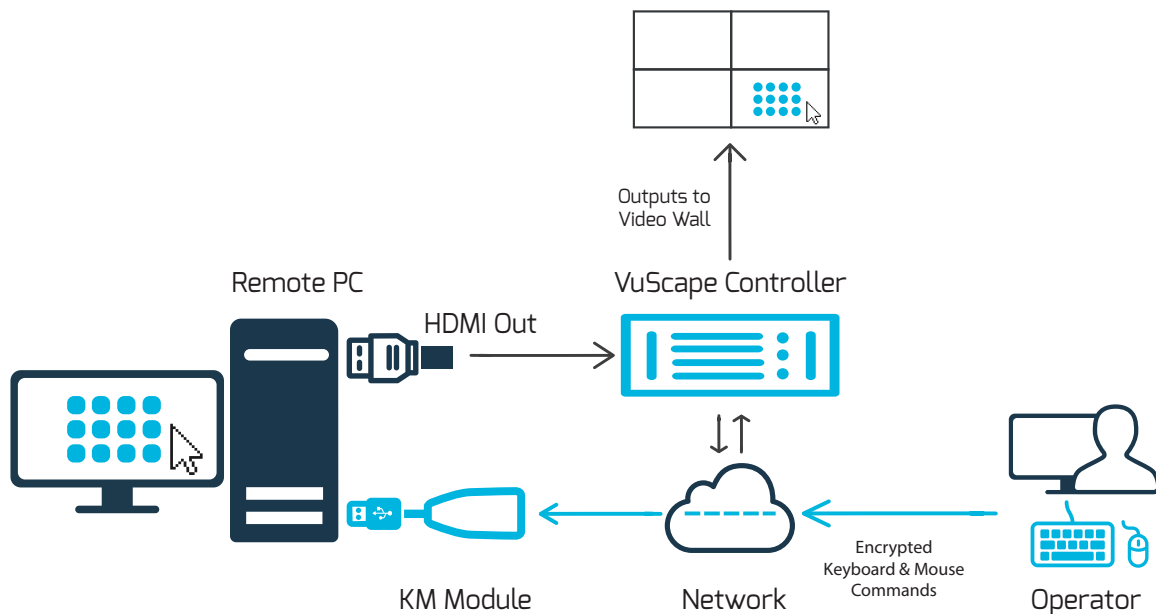 Outputs to
Video Wall
Remote PC
VuScape Controller
HDMI Out
Encrypted
Keyboard & Mouse
Commands
KM Module
Network
Operator